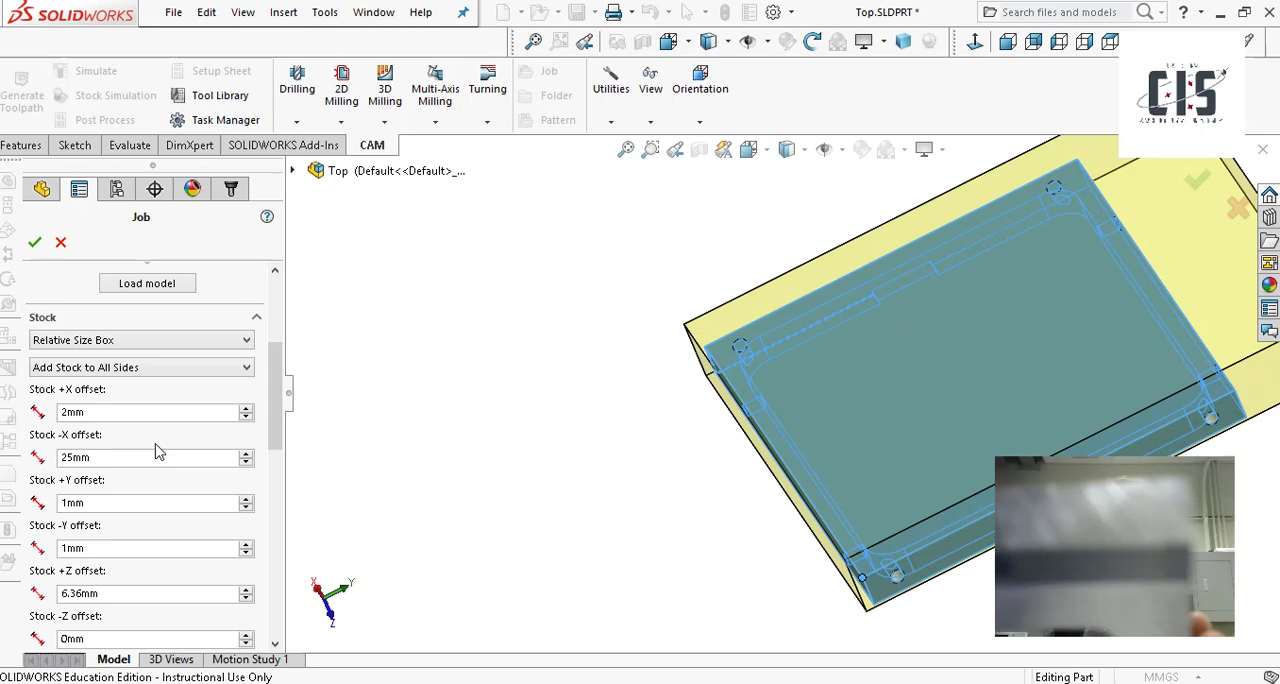 SOLIDWORKS
File Edit View Insert Tools Window Help
Top.SLDPRT *
Search files and models
Generate
Toolpath
Simulate
Stock Simulation
Post Process
Setup Sheet
Tool Library
Task Manager
Drilling
2D
Milling
3D
Milling
Multi-Axis
Milling
Turning
Job
Folder
Pattern
Utilities
View
Orientation
Features Sketch Evaluate DimXpert SOLIDWORKS Add-Ins CAM
CIS
Top (Default<<Default>_...
Job
Load model
Stock
Relative Size Box
Add Stock to All Sides
Stock +X offset:
2mm
Stock -X offset:
25mm
Stock +Y offset:
1mm
Stock -Y offset:
1mm
Stock +Z offset:
6.36mm
Stock -Z offset:
0mm
X Y Z
Model 3D Views Motion Study 1
OLIDWORKS Education Edition - Instructional Use Only
Editing Part
MMGS